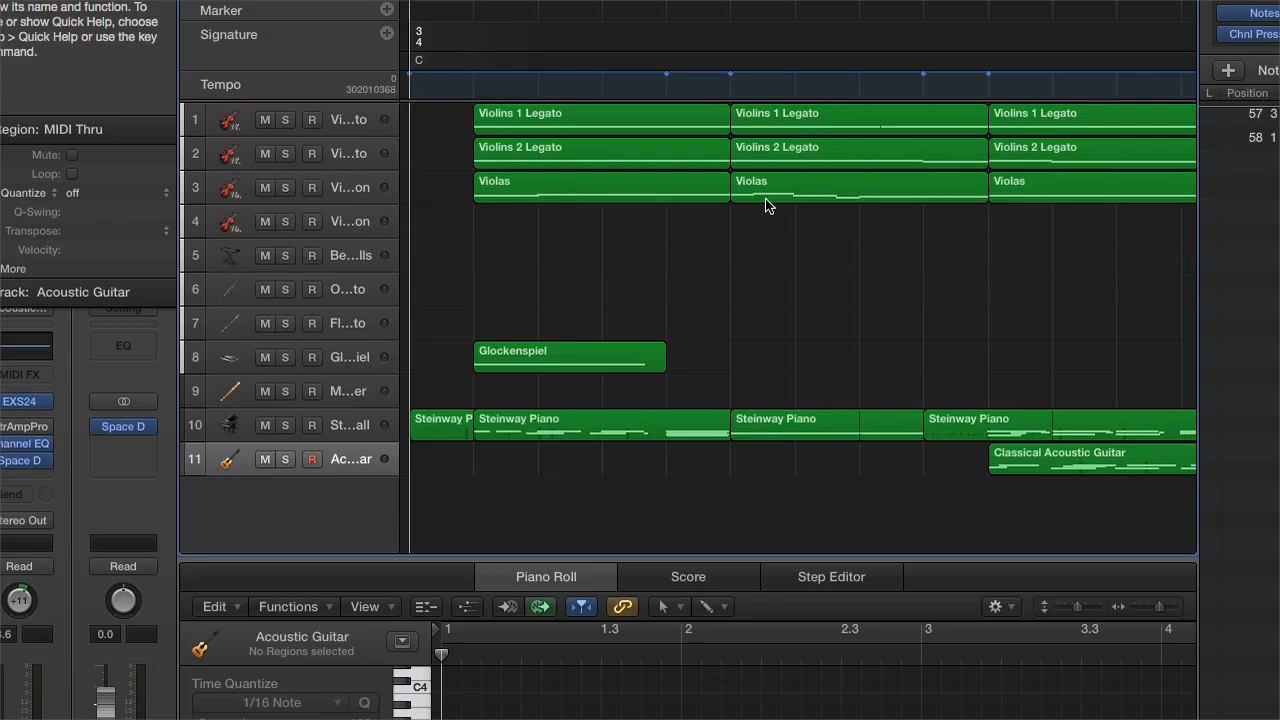 w its name and function. To
e or show Quick Help, choose
p > Quick Help or use the key
mmand.
egion: MIDI Thru
Mute:
Loop:
Quantize off
Q-Swing:
Transpose:
Velocity:
More
rack: Acoustic Guitar
Setting
EQ
MIDI FX
EXS24
trAmpPro
hannel EQ
Space D
Space D
Send
tereo Out
Read
Read
+11
4.6
0.0
Marker
Signature
3
4
C
Tempo
0
302010368
1 M S R Vi...to
Violins 1 Legato
Violins 1 Legato
Violins 1 Legato
2 M S R Vi...to
Violins 2 Legato
Violins 2 Legato
Violins 2 Legato
3 M S R Vi...on
Violas
Violas
Violas
4 M S R Vi...on
5 M S R Be...lls
6 M S R O...to
7 M S R Fl...to
8 M S R Gl...iel
Glockenspiel
9 M S R M...er
10 M S R St...all
Steinway P
Steinway Piano
Steinway Piano
Steinway Piano
11 M S R Ac...ar
Classical Acoustic Guitar
Piano Roll
Score
Step Editor
Edit
Functions
View
Acoustic Guitar
No Regions selected
1 1.3 2 2.3 3 3.3 4
Time Quantize
1/16 Note
Q
C4
Notes
Chnl Pres
Not
L Position
57 3
58 1